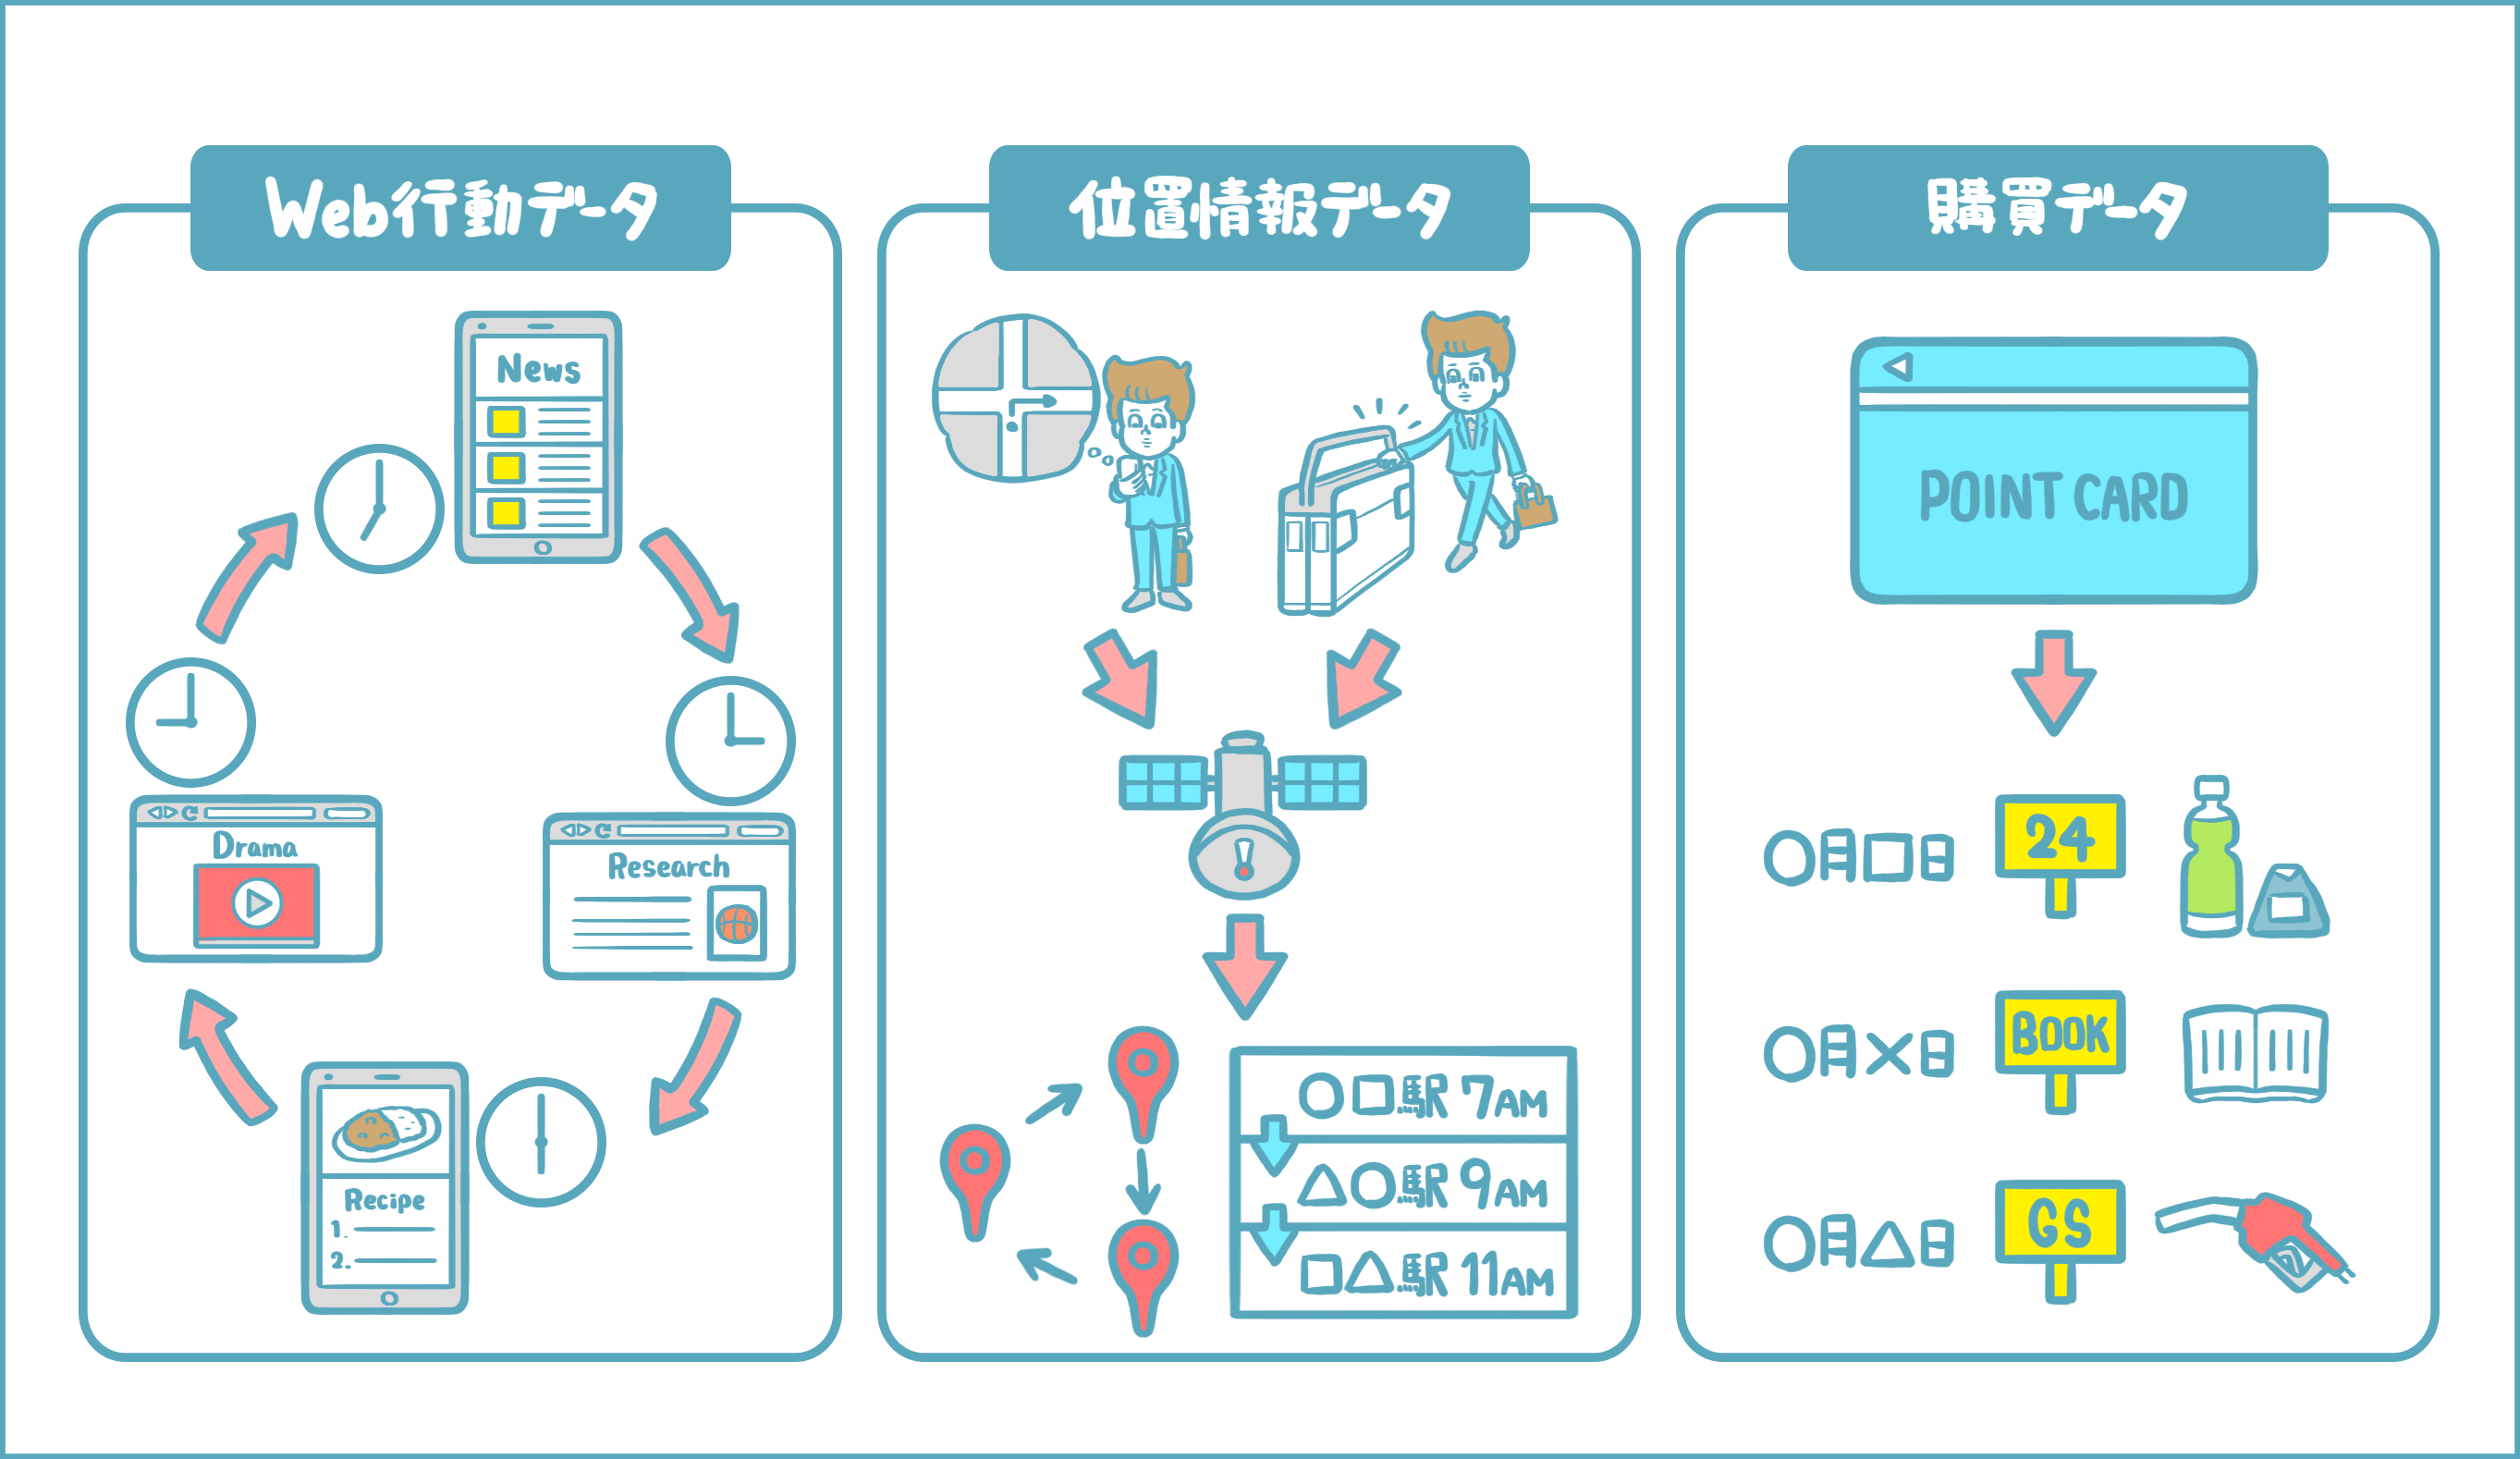 Web行動データ
News
Drama
Research
Recipe
1.
2.
位置情報データ
○□駅 7AM
△○駅 9AM
□△駅 11AM
購買データ
POINT CARD
○月□日
24
○月×日
BOOK
○月△日
GS